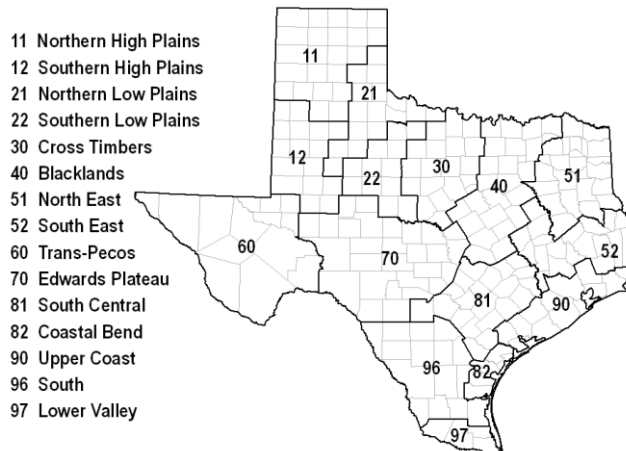 11 Northern High Plains
12 Southern High Plains
21 Northern Low Plains
22 Southern Low Plains
30 Cross Timbers
40 Blacklands
51 North East
52 South East
60 Trans-Pecos
70 Edwards Plateau
81 South Central
82 Coastal Bend
90 Upper Coast
96 South
97 Lower Valley
11
21
12
22
30
40
51
60
70
52
81
90
96
82
97